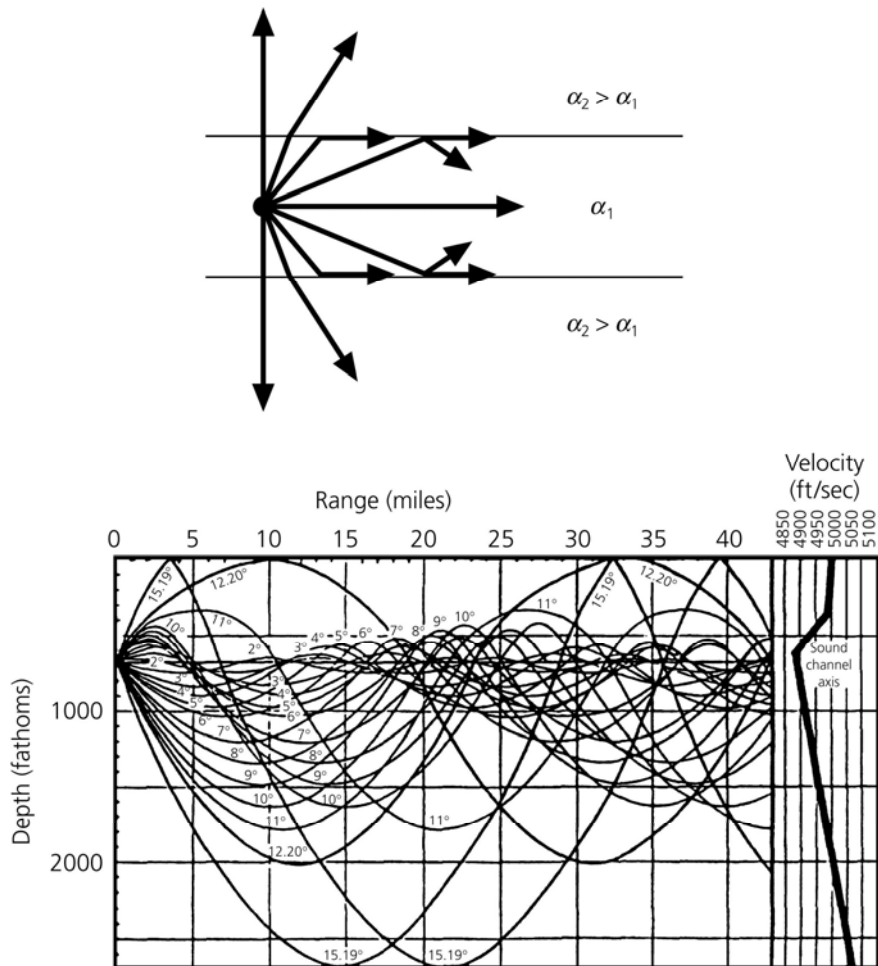 α₂ > α₁
α₁
α₂ > α₁
Velocity
(ft/sec)
Range (miles)
0 5 10 15 20 25 30 35 40
4850 4900 4950 5000 5050 5100
15.19° 12.20° 15.19° 12.20°
10° 11° 2° 3° 4° 5° 6° 7° 8° 9° 10° 11°
Sound
channel
axis
2°
3° 3°
4° 4°
5° 5°
6° 6°
1000
7° 7°
8° 8°
9° 9°
10° 10°
11° 11°
12.20°
2000
15.19° 15.19°
Depth (fathoms)